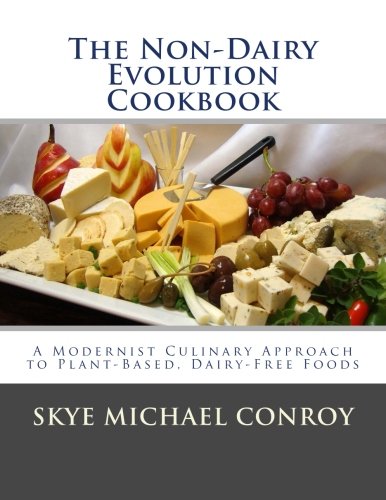 The Non-Dairy
Evolution
Cookbook
A Modernist Culinary Approach
to Plant-Based, Dairy-Free Foods
SKYE MICHAEL CONROY